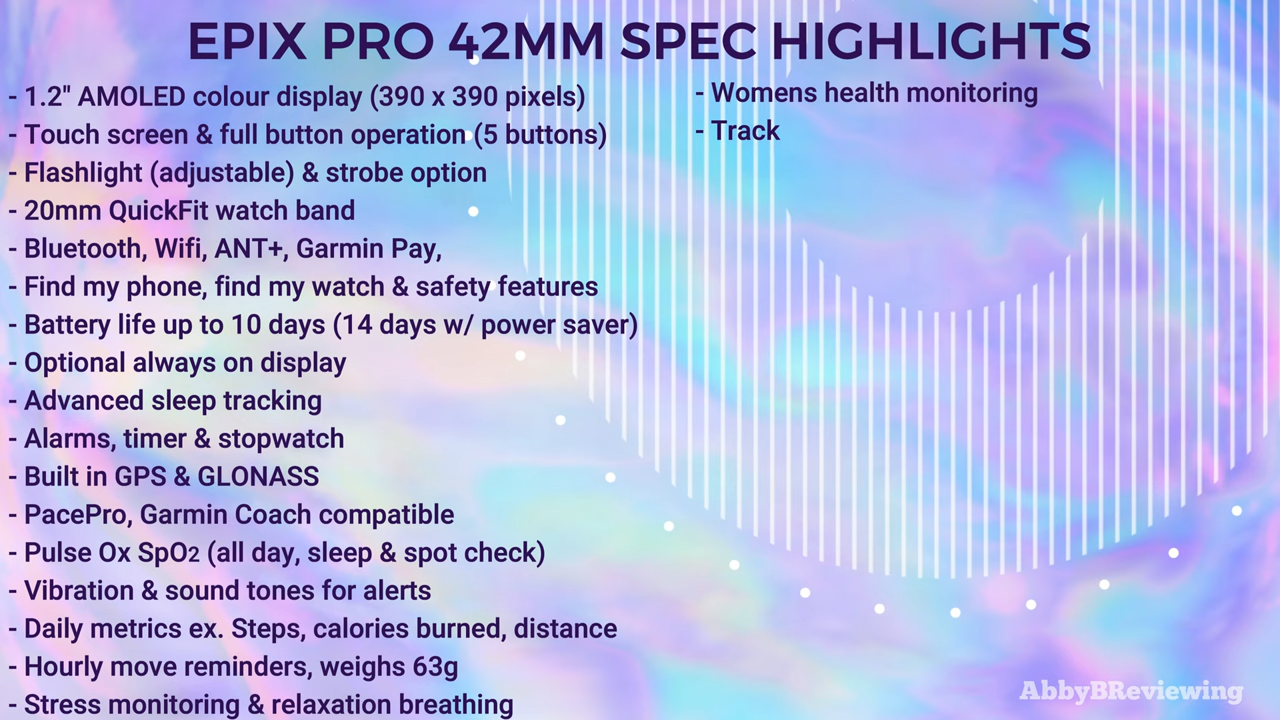 EPIX PRO 42MM SPEC HIGHLIGHTS
- 1.2" AMOLED colour display (390 x 390 pixels)
- Touch screen & full button operation (5 buttons)
- Flashlight (adjustable) & strobe option
- 20mm QuickFit watch band
- Bluetooth, Wifi, ANT+, Garmin Pay,
- Find my phone, find my watch & safety features
- Battery life up to 10 days (14 days w/ power saver)
- Optional always on display
- Advanced sleep tracking
- Alarms, timer & stopwatch
- Built in GPS & GLONASS
- PacePro, Garmin Coach compatible
- Pulse Ox SpO2 (all day, sleep & spot check)
- Vibration & sound tones for alerts
- Daily metrics ex. Steps, calories burned, distance
- Hourly move reminders, weighs 63g
- Stress monitoring & relaxation breathing
- Womens health monitoring
- Track
AbbyBReviewing